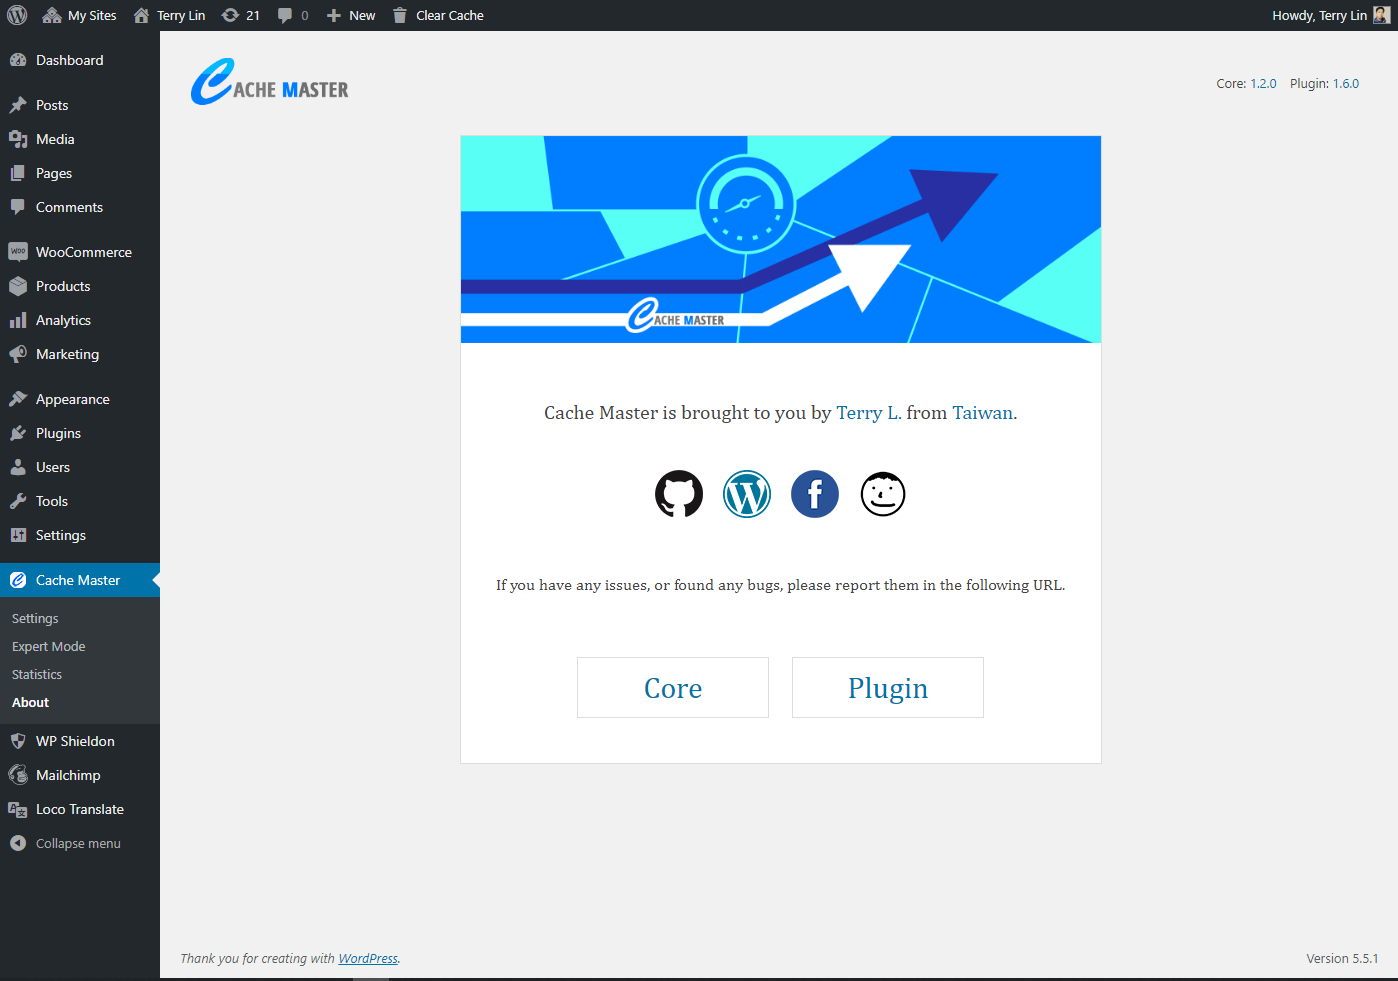 My Sites
Terry Lin
21
0
New
Clear Cache
Howdy, Terry Lin
Dashboard
Posts
Media
Pages
Comments
WooCommerce
Products
Analytics
Marketing
Appearance
Plugins
Users
Tools
Settings
Cache Master
Settings
Expert Mode
Statistics
About
WP Shieldon
Mailchimp
Loco Translate
Collapse menu
CACHE MASTER
Core: 1.2.0 Plugin: 1.6.0
CACHE MASTER
Cache Master is brought to you by Terry L. from Taiwan.
If you have any issues, or found any bugs, please report them in the following URL.
Core
Plugin
Thank you for creating with WordPress.
Version 5.5.1